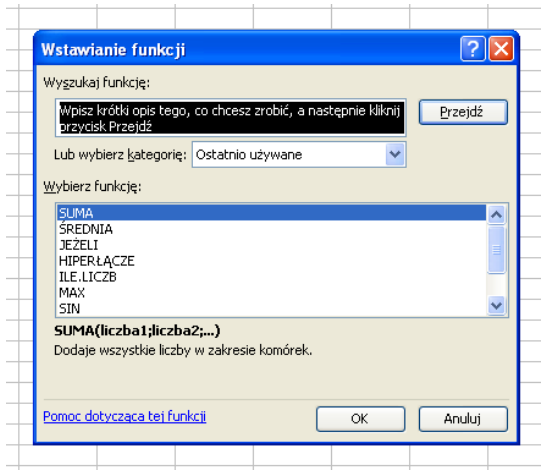 Wstawianie funkcji
Wyszukaj funkcję:
Wpisz krótki opis tego, co chcesz zrobić, a następnie kliknij
przycisk Przejdź
Przejdź
Lub wybierz kategorię: Ostatnio używane
Wybierz funkcję:
SUMA
ŚREDNIA
JEŻELI
HIPERŁĄCZE
ILE.LICZB
MAX
SIN
SUMA(liczba1;liczba2;...)
Dodaje wszystkie liczby w zakresie komórek.
Pomoc dotycząca tej funkcji
OK
Anuluj